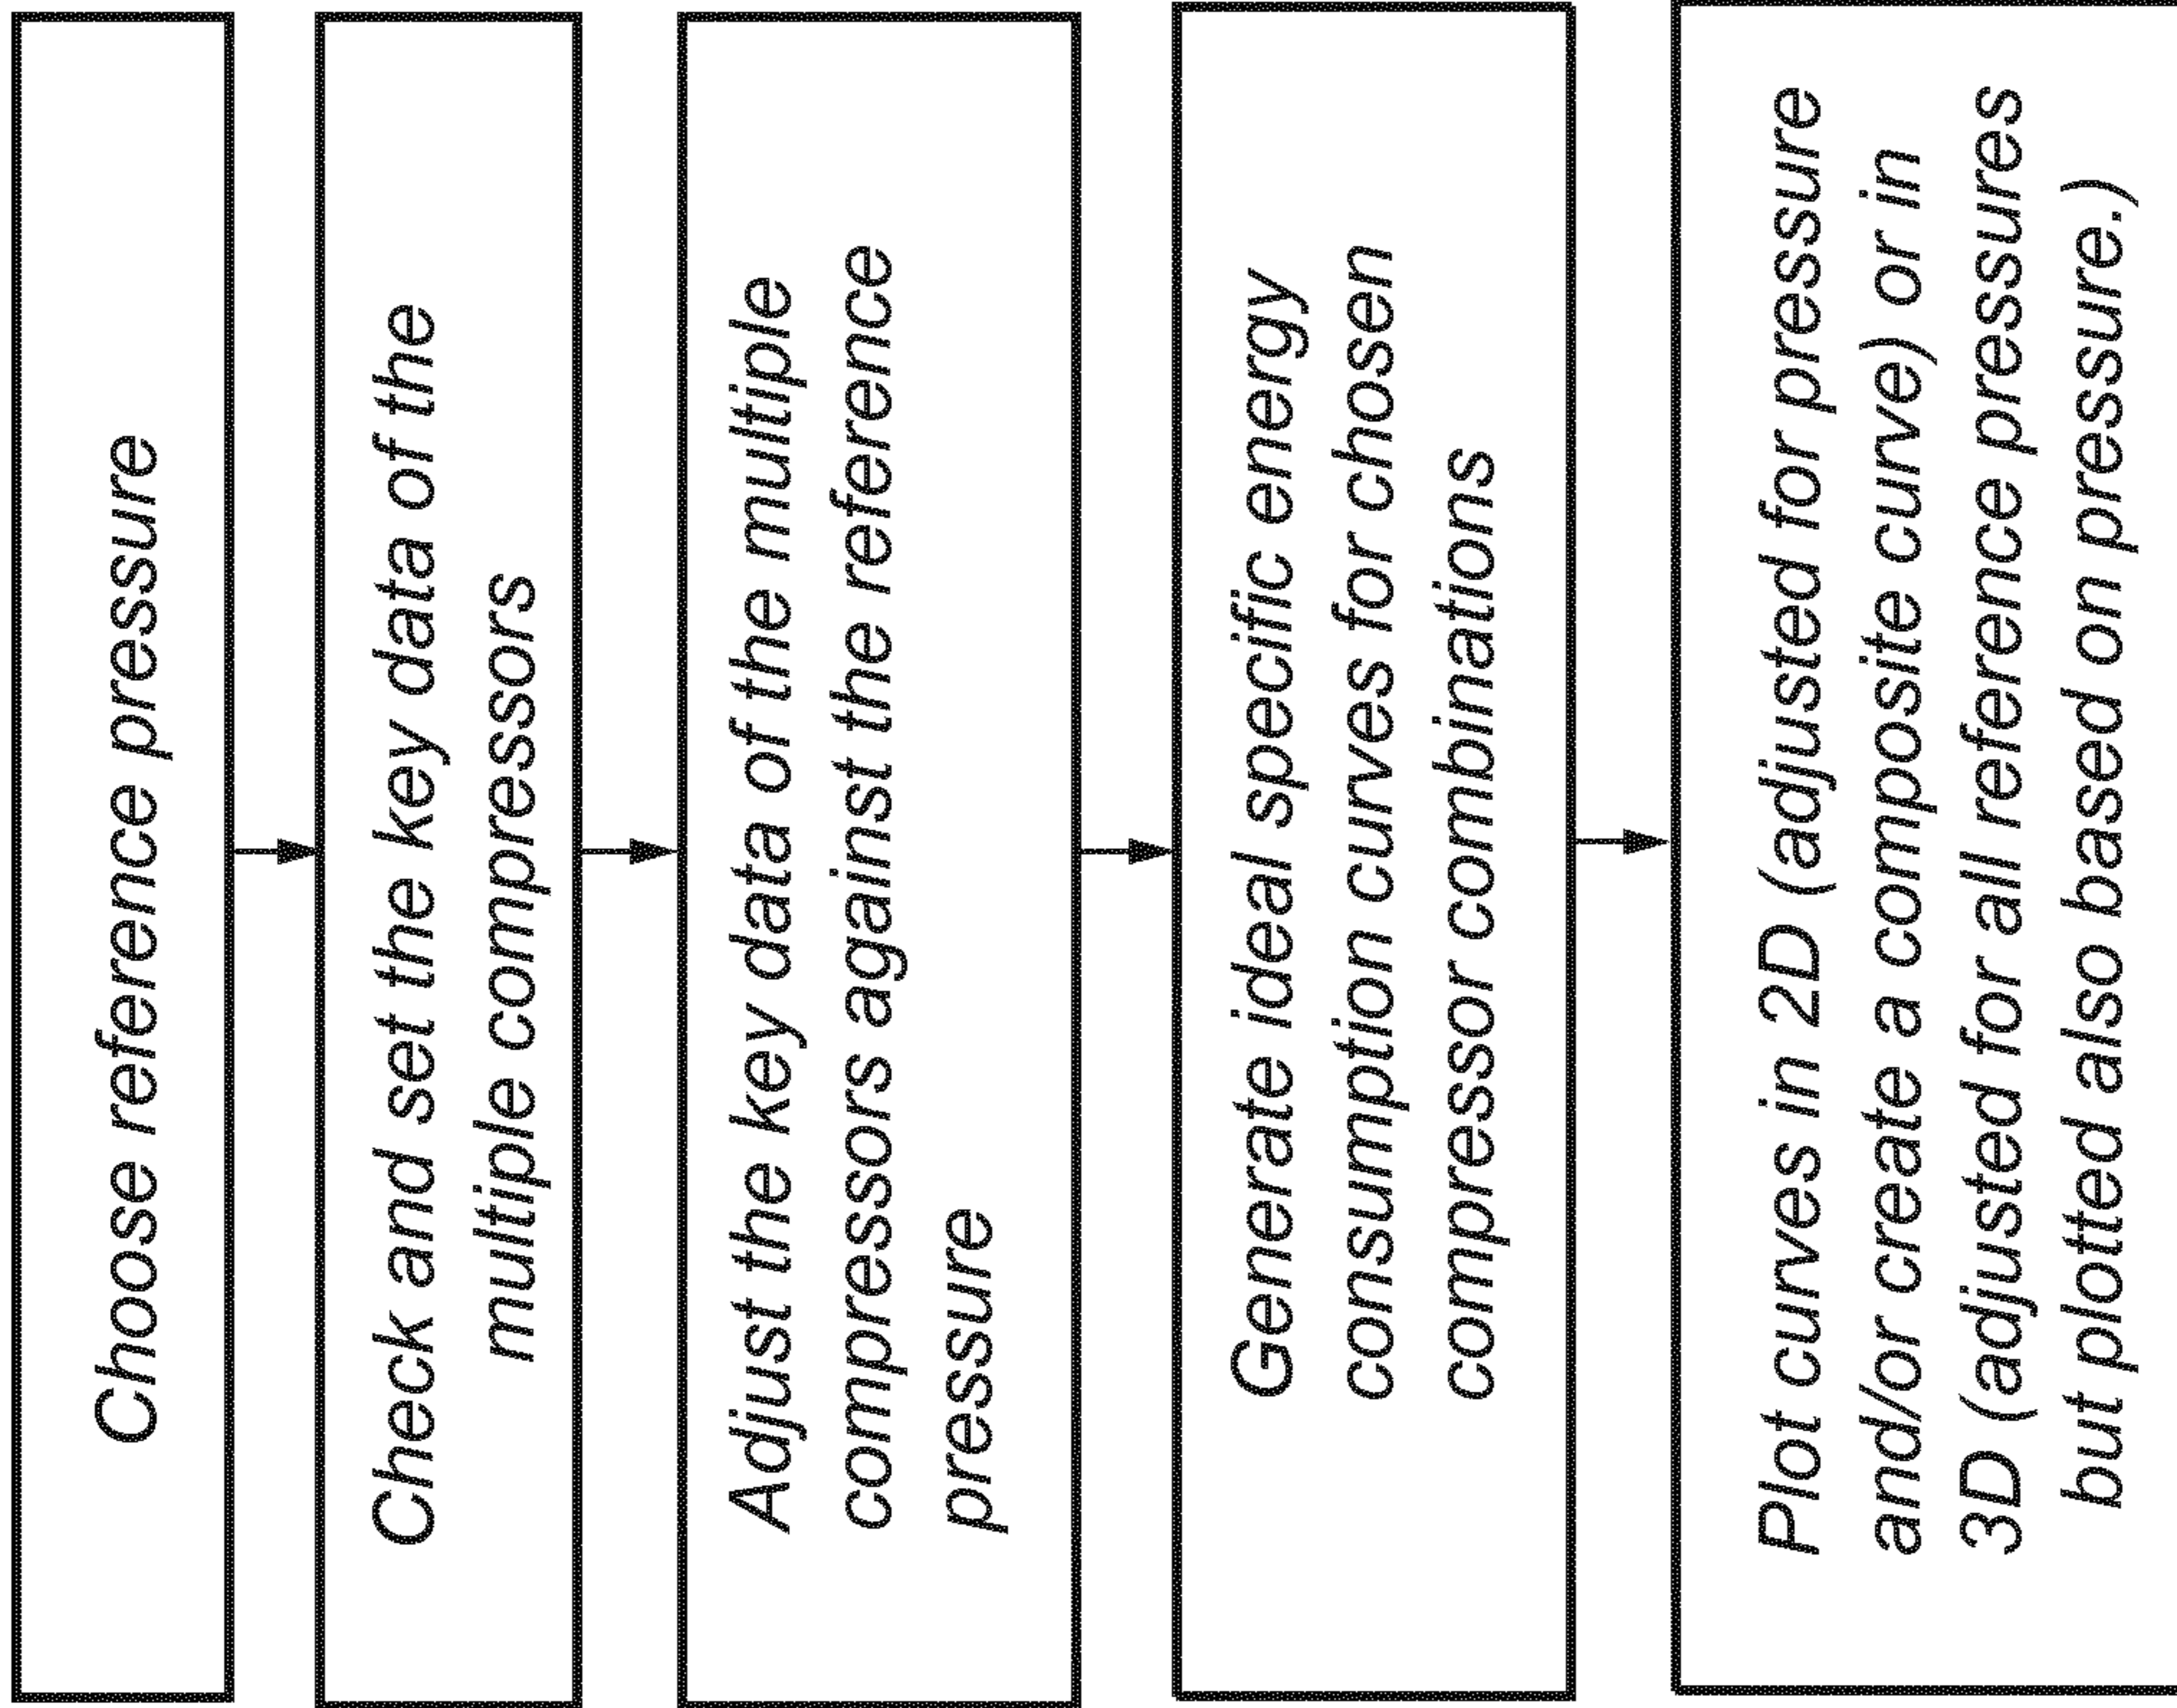 Choose reference pressure
Check and set the key data of the
multiple compressors
Adjust the key data of the multiple
compressors against the reference
pressure
Generate ideal specific energy
consumption curves for chosen
compressor combinations
Plot curves in 2D (adjusted for pressure
and/or create a composite curve) or in
3D (adjusted for all reference pressures
but plotted also based on pressure.)